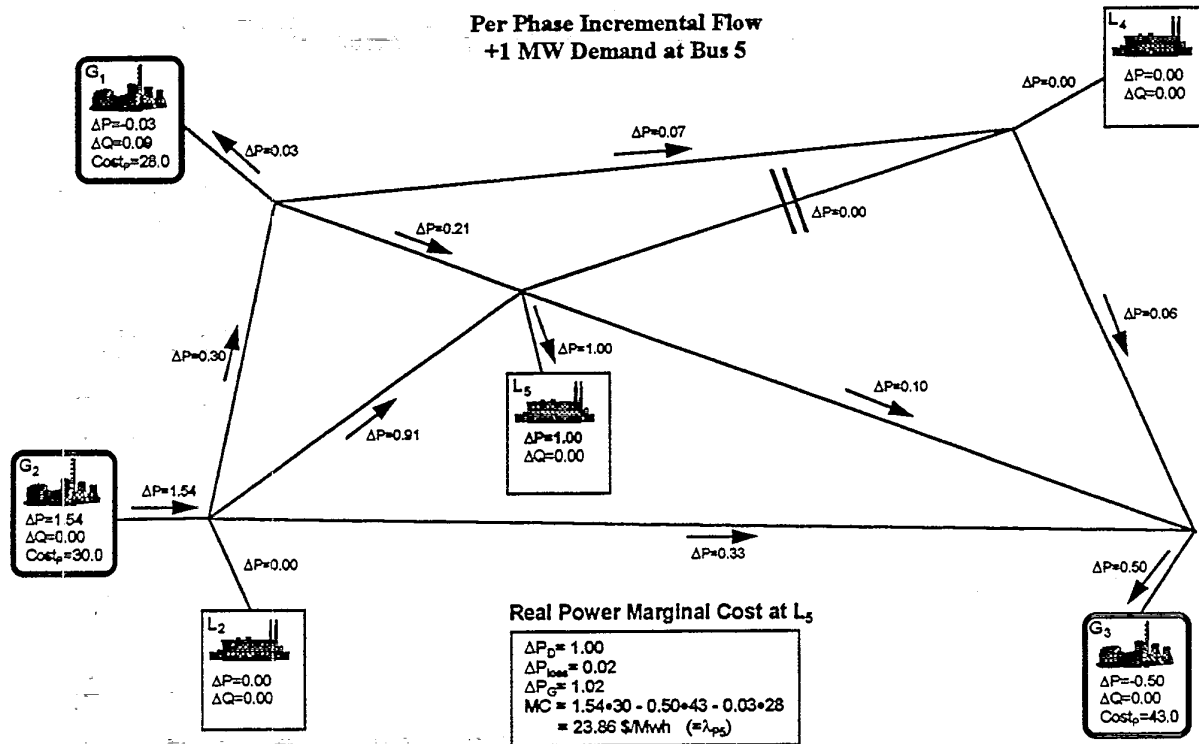 Per Phase Incremental Flow
+1 MW Demand at Bus 5
G1
ΔP=-0.03
ΔQ=0.09
CostP=28.0
ΔP=0.03
ΔP=0.07
ΔP=0.00
L4
ΔP=0.00
ΔQ=0.00
ΔP=0.00
ΔP=0.21
ΔP=0.06
ΔP=0.30
ΔP=1.00
L5
ΔP=1.00
ΔQ=0.00
ΔP=0.10
ΔP=0.91
G2
ΔP=1.54
ΔQ=0.00
CostP=30.0
ΔP=1.54
ΔP=0.33
ΔP=0.00
ΔP=0.50
L2
ΔP=0.00
ΔQ=0.00
Real Power Marginal Cost at L5
ΔPD= 1.00
ΔPloss= 0.02
ΔPG= 1.02
MC = 1.54•30 - 0.50•43 - 0.03•28
= 23.86 $/Mwh (=λP5)
G3
ΔP=-0.50
ΔQ=0.00
CostP=43.0